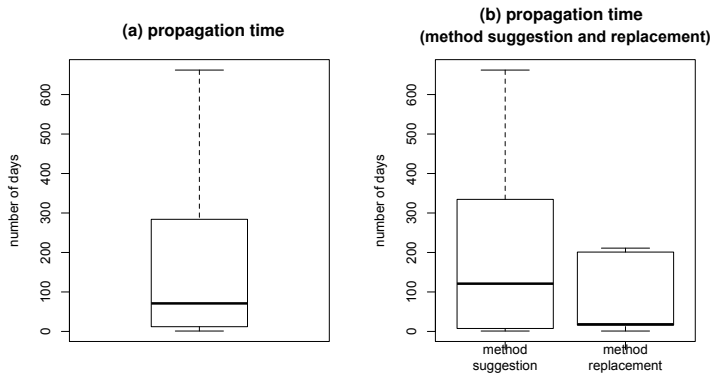 (a) propagation time
number of days
600
500
400
300
200
100
0
(b) propagation time
(method suggestion and replacement)
number of days
600
500
400
300
200
100
0
method
suggestion
method
replacement